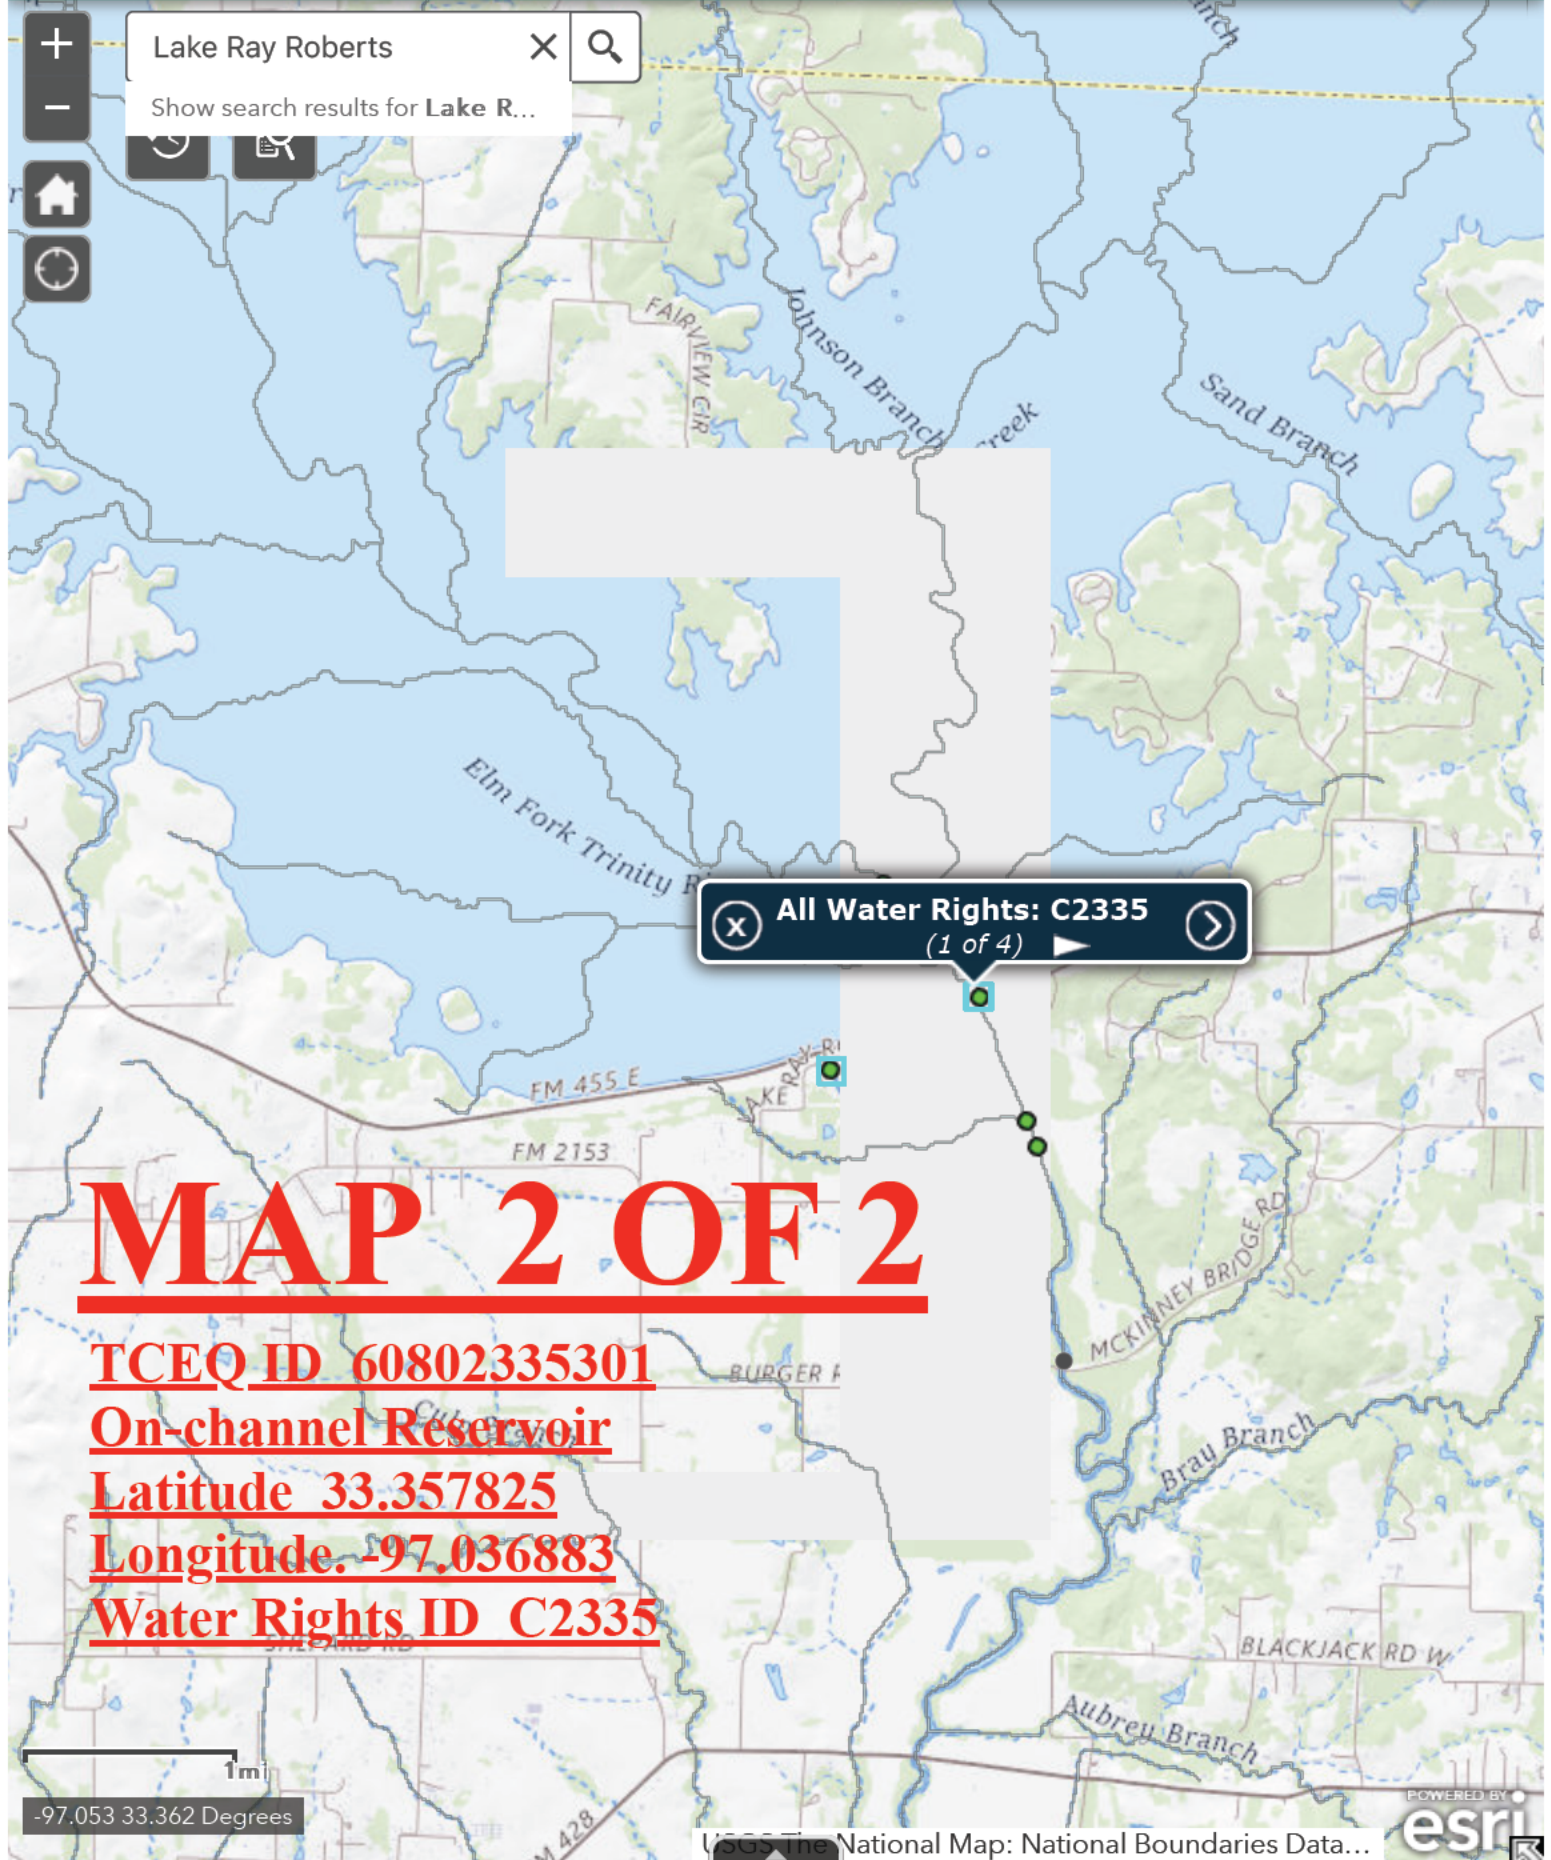 +
Lake Ray Roberts
Show search results for Lake R...
−
FAIRVIEW CIR
Johnson Branch
Creek
Sand Branch
Elm Fork Trinity
All Water Rights: C2335
(1 of 4)
x
FM 455 E
LAKE RAY
FM 2153
MAP 2 OF 2
MCKINNEY BRIDGE RD
TCEQ ID 60802335301
BURGER
On-channel Reservoir
Bray Branch
Latitude 33.357825
Longitude. -97.036883
Water Rights ID C2335
SHEPARD RD
BLACKJACK RD W
Aubrey Branch
1mi
-97.053 33.362 Degrees
M 428
POWERED BY
esri
USGS The National Map: National Boundaries Data...